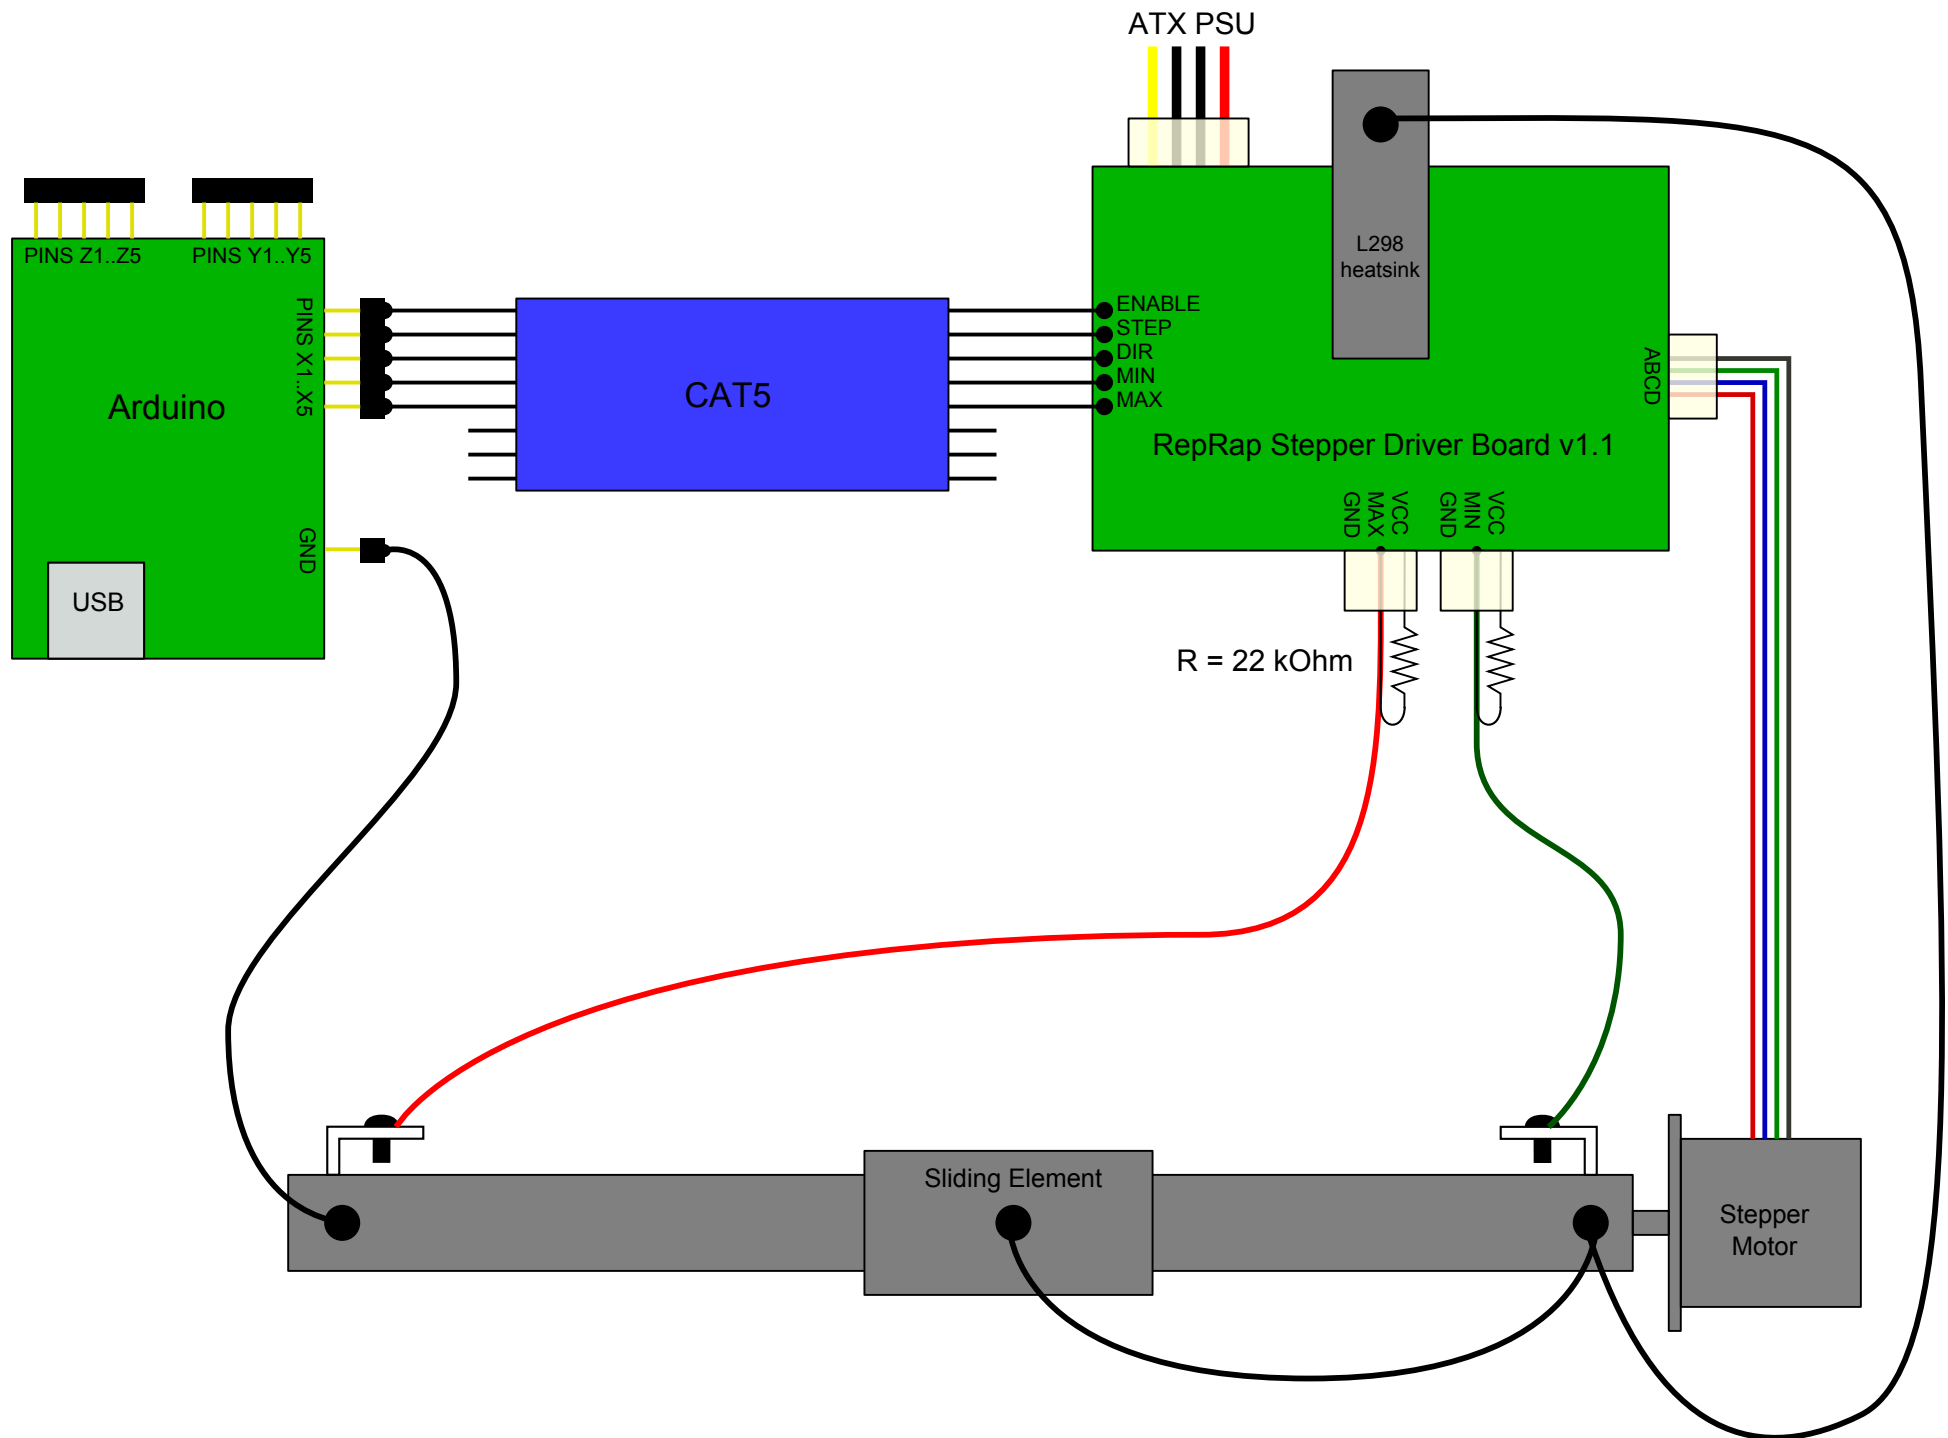 ATX PSU
L298
heatsink
PINS Z1..Z5
PINS Y1..Y5
PINS X1..X5
Arduino
GND
USB
CAT5
ENABLE
STEP
DIR
MIN
MAX
ABCD
RepRap Stepper Driver Board v1.1
GND
MAX
VCC
GND
MIN
VCC
R = 22 kOhm
Sliding Element
Stepper
Motor